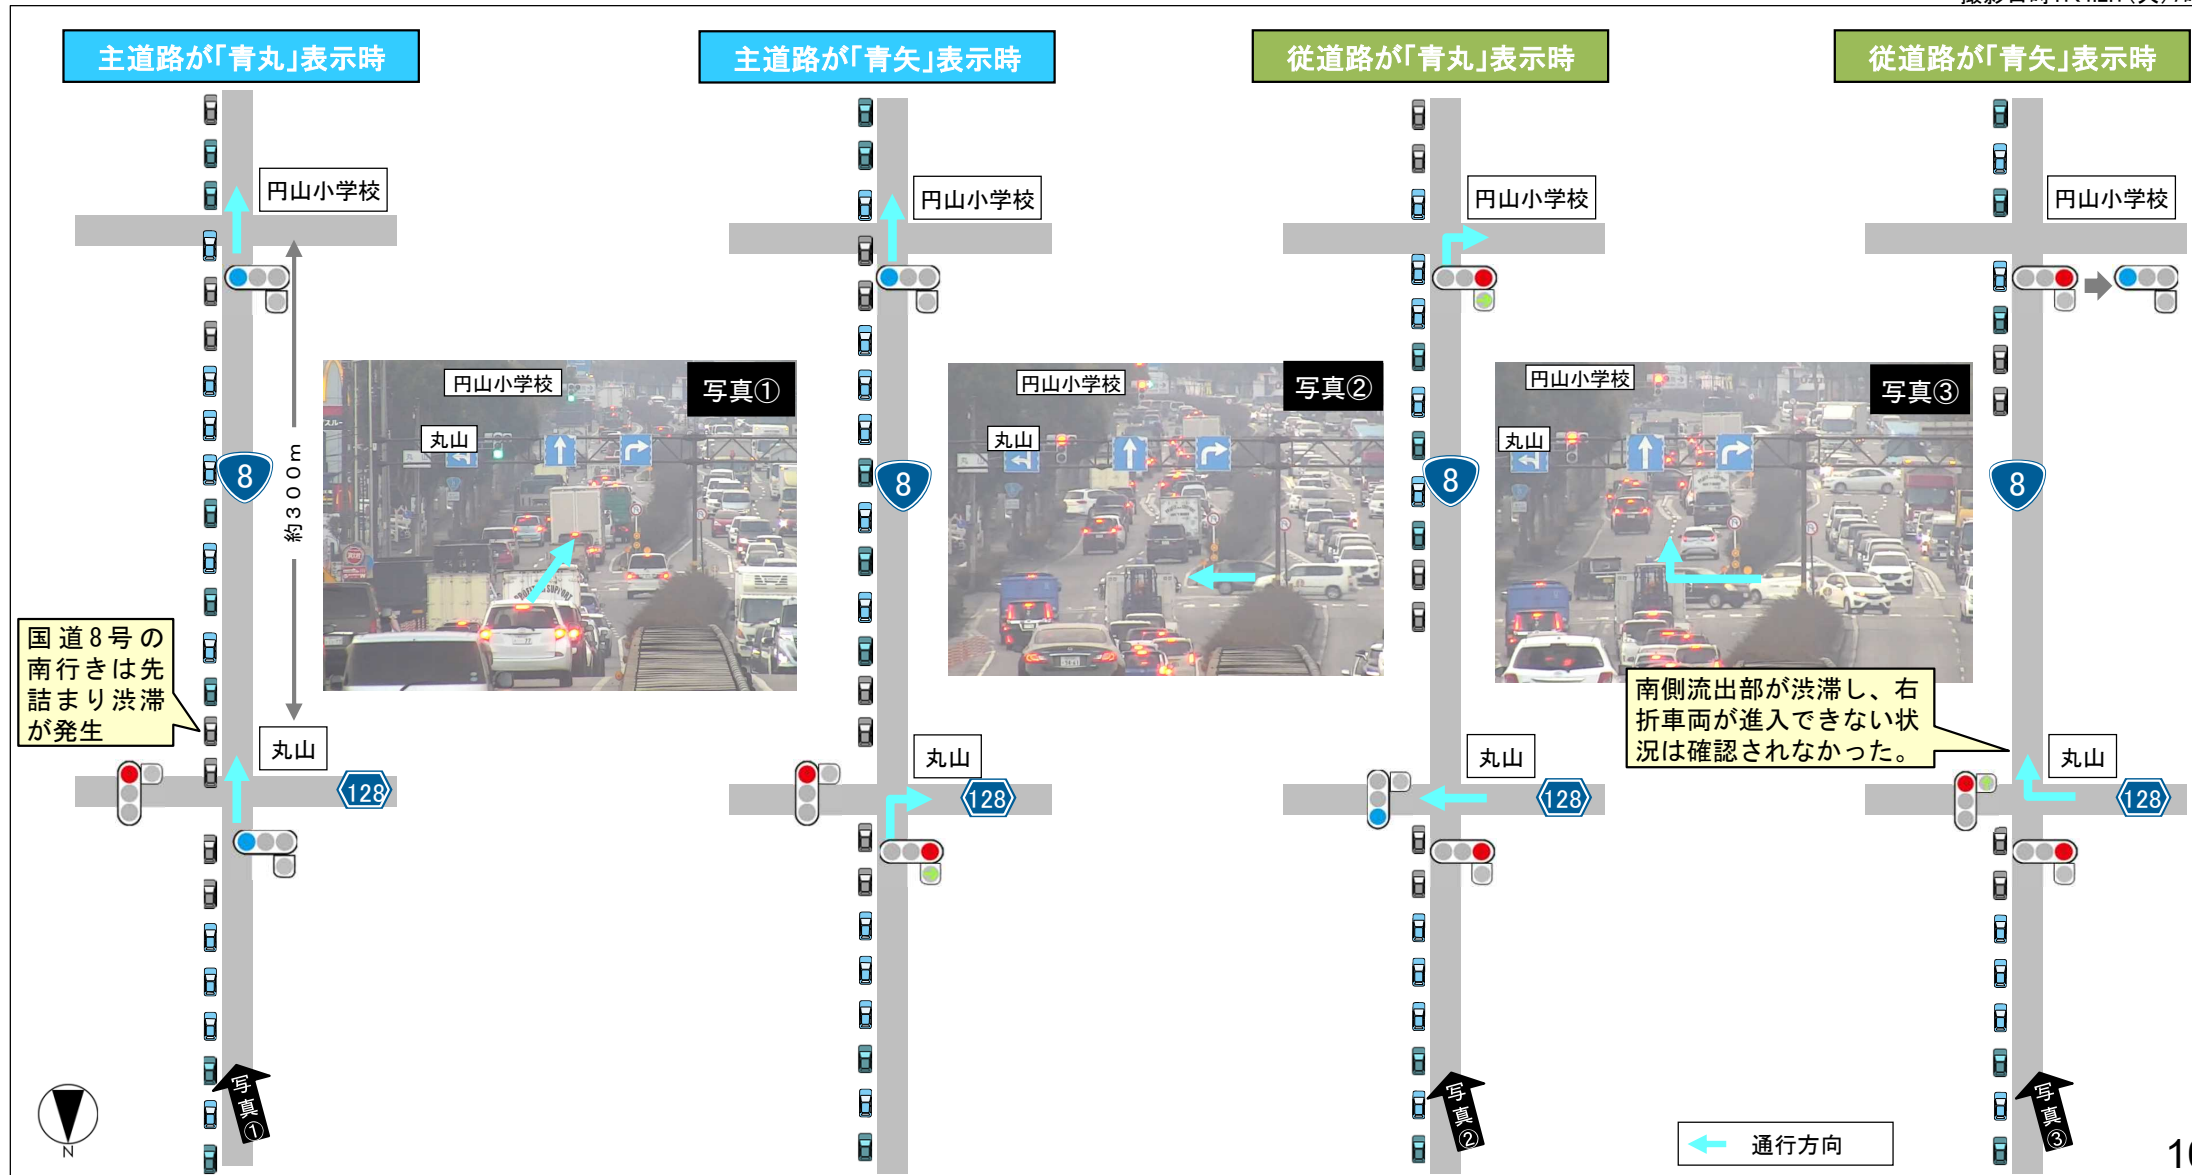 主道路が｢青丸｣表示時
主道路が｢青矢｣表示時
従道路が｢青丸｣表示時
従道路が｢青矢｣表示時
円山小学校
円山小学校
円山小学校
円山小学校
円山小学校
写真①
丸山
円山小学校
写真②
丸山
円山小学校
写真③
丸山
8
8
8
8
約３００ｍ
国道8号の
南行きは先
詰まり渋滞
が発生
南側流出部が渋滞し、右
折車両が進入できない状
況は確認されなかった。
丸山
丸山
丸山
丸山
128
128
128
128
写真①
写真②
写真③
N
通行方向